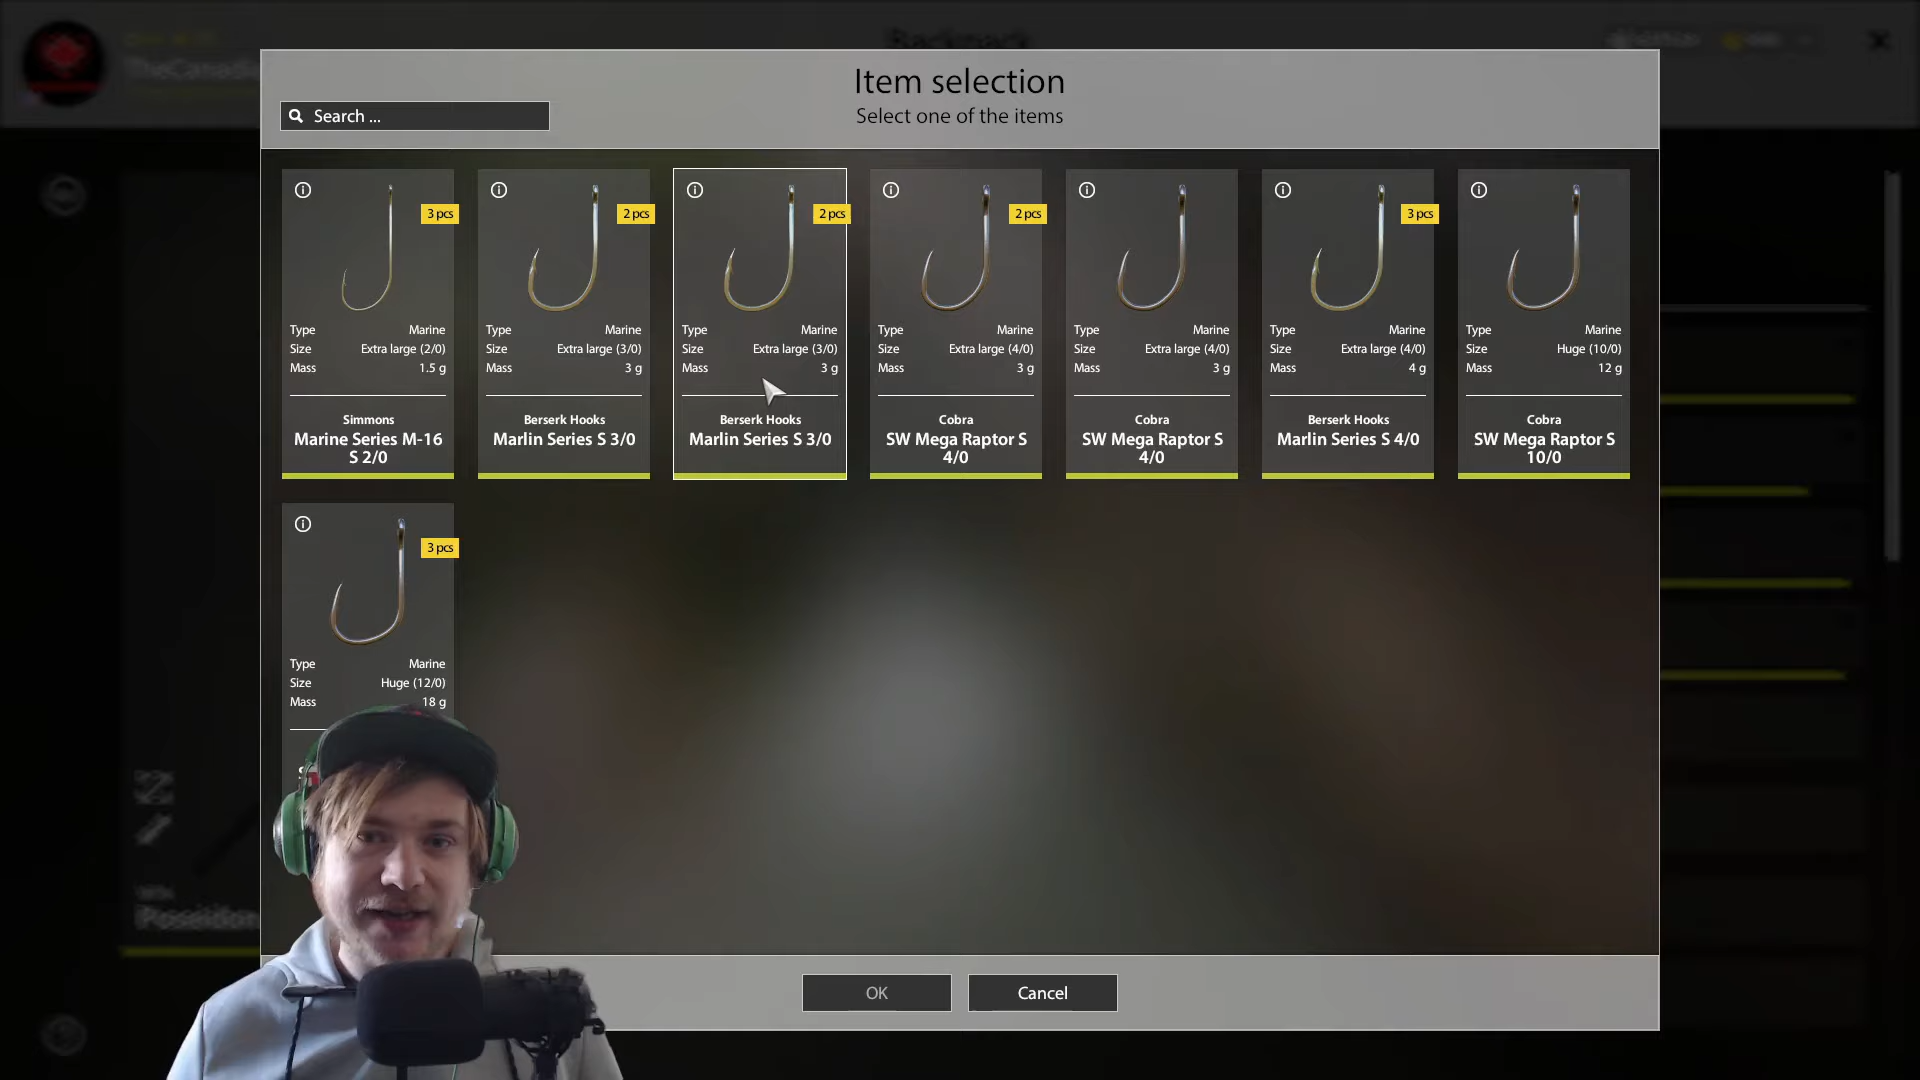 Item selection
Search ...
Select one of the items
3 pcs
Type Marine
Size Extra large (2/0)
Mass 1.5 g
Simmons
Marine Series M-16
S 2/0
2 pcs
Type Marine
Size Extra large (3/0)
Mass 3 g
Berserk Hooks
Marlin Series S 3/0
2 pcs
Type Marine
Size Extra large (3/0)
Mass 3 g
Berserk Hooks
Marlin Series S 3/0
2 pcs
Type Marine
Size Extra large (4/0)
Mass 3 g
Cobra
SW Mega Raptor S
4/0
Type Marine
Size Extra large (4/0)
Mass 3 g
Cobra
SW Mega Raptor S
4/0
3 pcs
Type Marine
Size Extra large (4/0)
Mass 4 g
Berserk Hooks
Marlin Series S 4/0
Type Marine
Size Huge (10/0)
Mass 12 g
Cobra
SW Mega Raptor S
10/0
3 pcs
Type Marine
Size Huge (12/0)
Mass 18 g
Poseidon
OK
Cancel